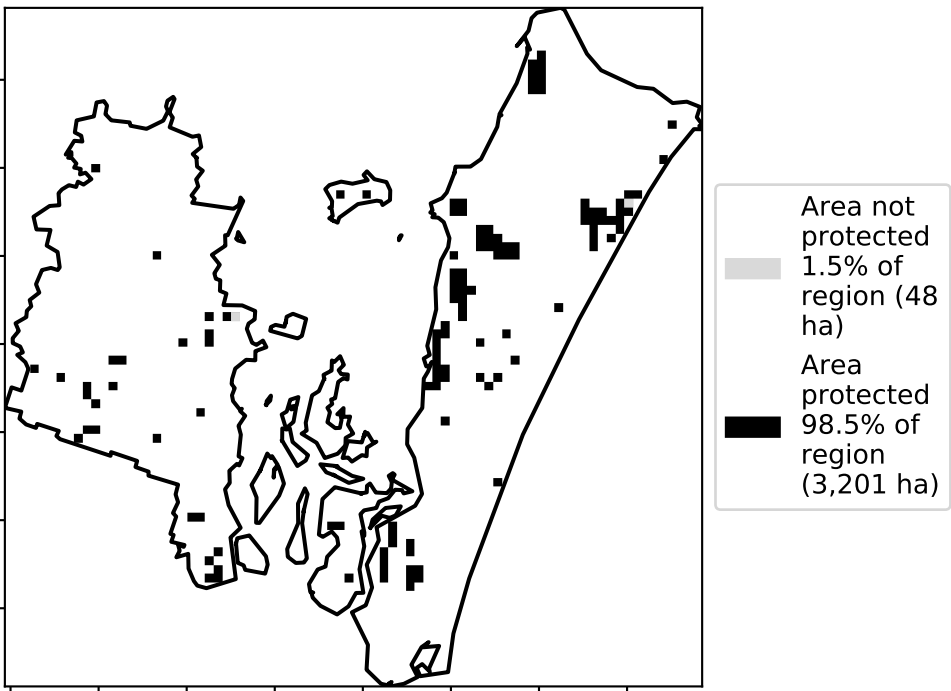 Area not
protected
1.5% of
region (48
ha)
Area
protected
98.5% of
region
(3,201 ha)